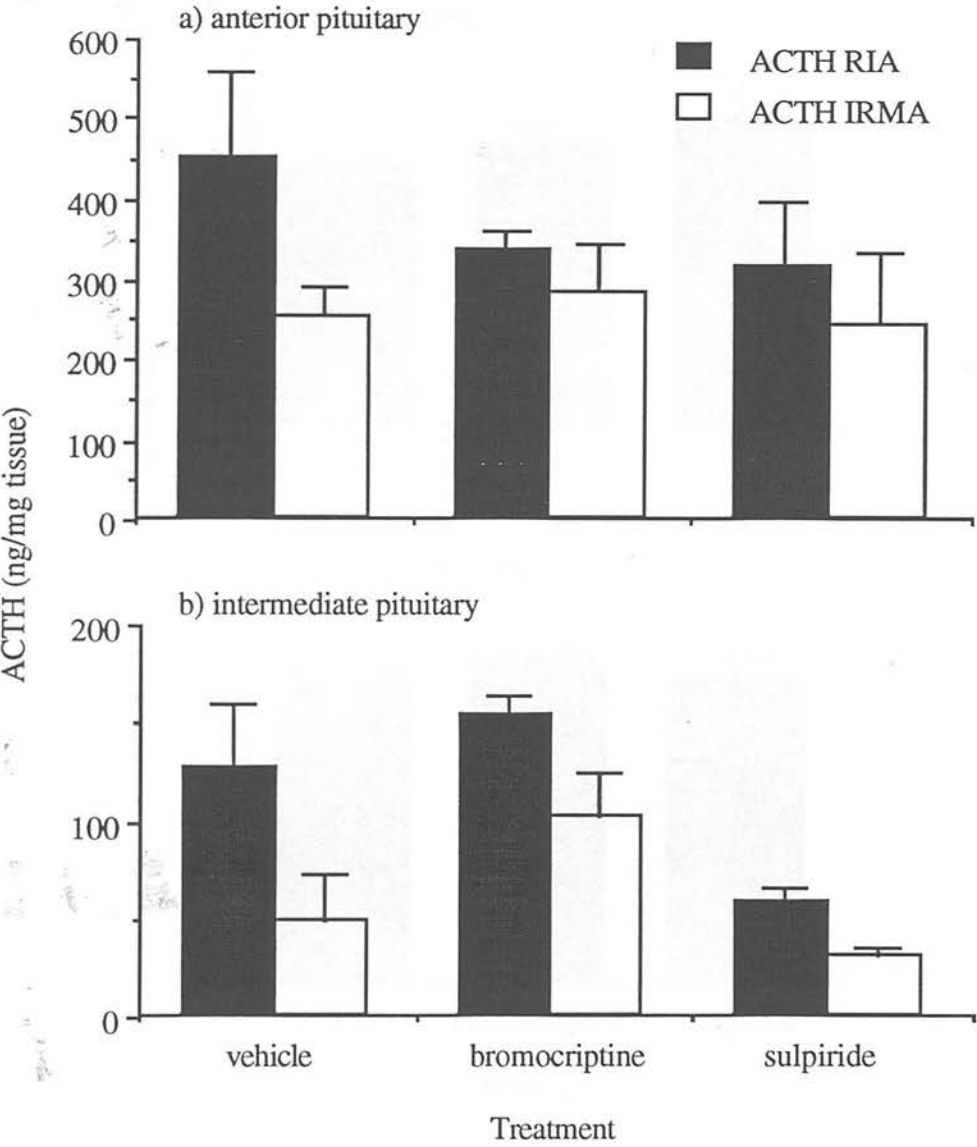 a) anterior pituitary
ACTH RIA
ACTH IRMA
600
500
400
300
200
100
0
ACTH (ng/mg tissue)
b) intermediate pituitary
200
100
0
vehicle bromocriptine sulpiride
Treatment